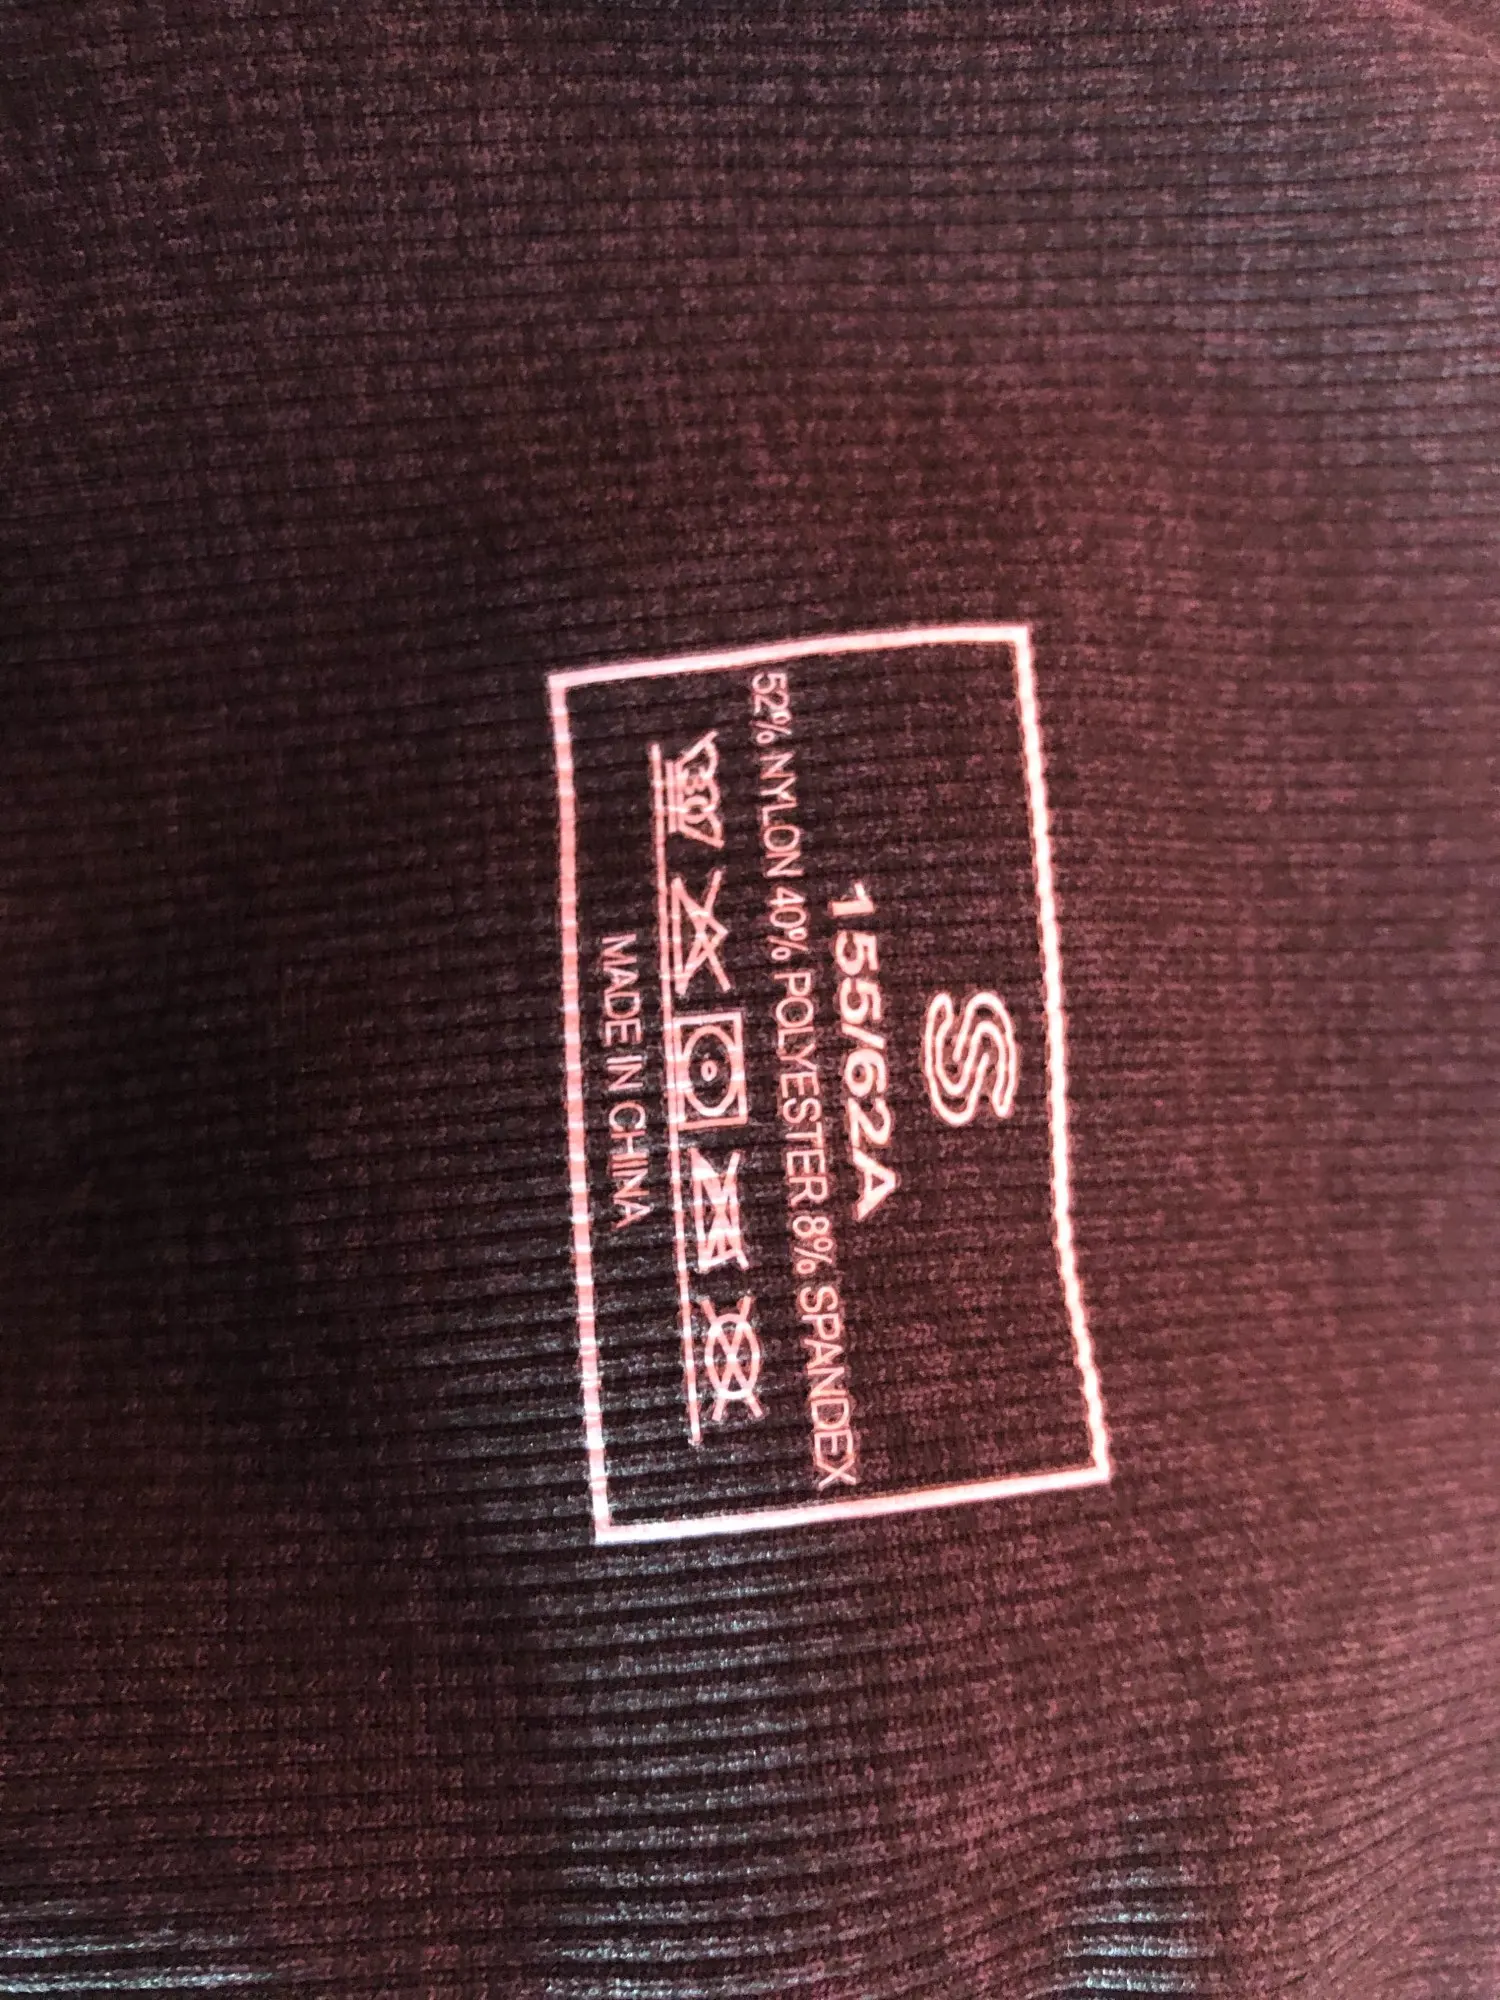 S
155/62A
52% NYLON 40% POLYESTER 8% SPANDEX
MADE IN CHINA